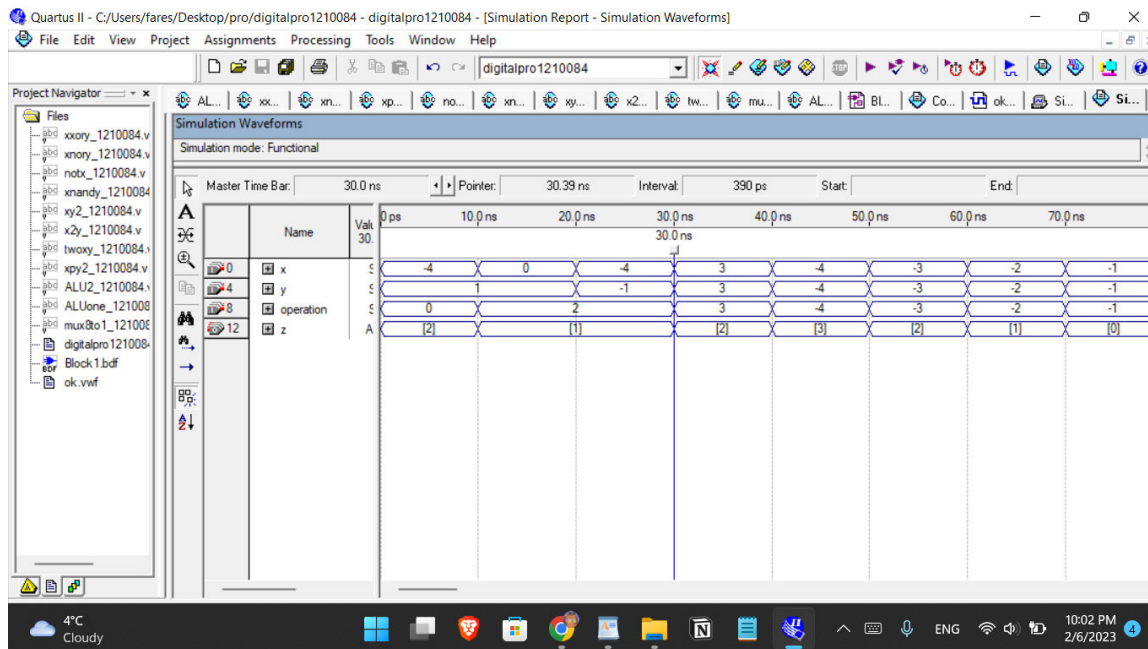 Quartus II - C:/Users/fares/Desktop/pro/digitalpro1210084 - digitalpro1210084 - [Simulation Report - Simulation Waveforms]
File Edit View Project Assignments Processing Tools Window Help
digitalpro1210084
Project Navigator
AL... xx... xn... xp... no... xn... xy... x2... tw... mu... AL... Bl... Co... ok... Si... Si...
Files
xxory_1210084.v
xnory_1210084.v
notx_1210084.v
xnandy_1210084
xy2_1210084.v
x2y_1210084.v
twoxy_1210084.v
xpy2_1210084.v
ALU2_1210084.v
ALUone_121008
mux8to1_121008
digitalpro121008
Block1.bdf
ok.vwf
Simulation Waveforms
Simulation mode: Functional
Master Time Bar: 30.0 ns Pointer: 30.39 ns Interval: 390 ps Start: End:
Name Valu 30. 0 ps 10.0 ns 20.0 ns 30.0 ns 40.0 ns 50.0 ns 60.0 ns 70.0 ns
30.0 ns
0 x S -4 0 -4 3 -4 -3 -2 -1
4 y S 1 -1 3 -4 -3 -2 -1
8 operation S 0 2 3 -4 -3 -2 -1
12 z A [2] [1] [2] [3] [2] [1] [0]
4°C
Cloudy
ENG
10:02 PM
2/6/2023
4